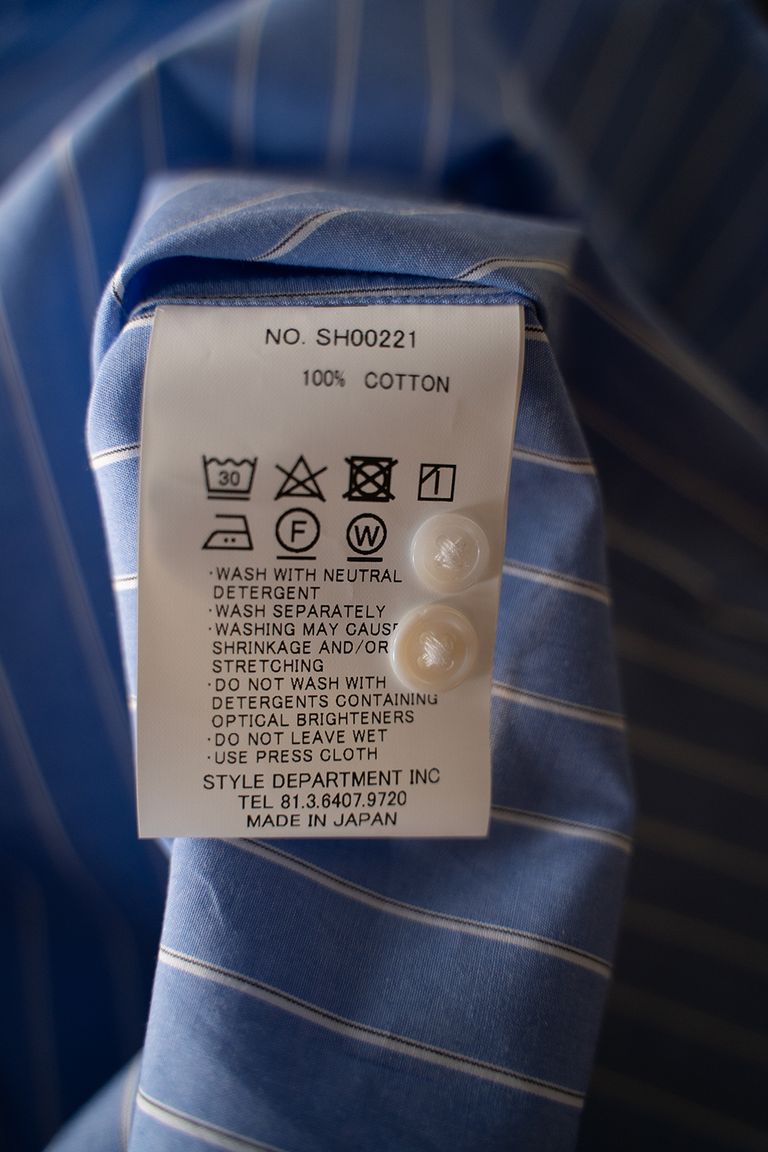 NO. SH00221
100% COTTON
30
F W
·WASH WITH NEUTRAL
DETERGENT
·WASH SEPARATELY
·WASHING MAY CAUSE
SHRINKAGE AND/OR
STRETCHING
·DO NOT WASH WITH
DETERGENTS CONTAINING
OPTICAL BRIGHTENERS
·DO NOT LEAVE WET
·USE PRESS CLOTH
STYLE DEPARTMENT INC
TEL 81.3.6407.9720
MADE IN JAPAN